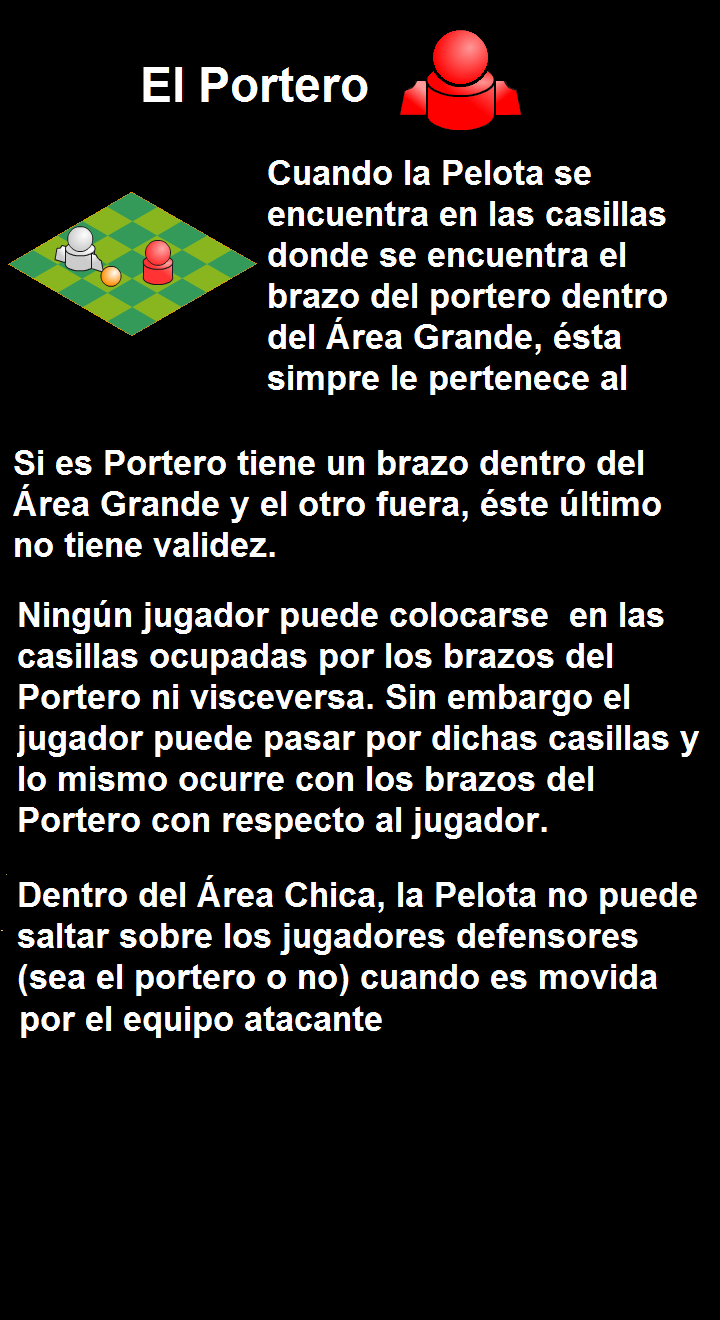 El Portero
Cuando la Pelota se
encuentra en las casillas
donde se encuentra el
brazo del portero dentro
del Área Grande, ésta
simpre le pertenece al
Si es Portero tiene un brazo dentro del
Área Grande y el otro fuera, éste último
no tiene validez.
Ningún jugador puede colocarse  en las
casillas ocupadas por los brazos del
Portero ni visceversa. Sin embargo el
jugador puede pasar por dichas casillas y
lo mismo ocurre con los brazos del
Portero con respecto al jugador.
Dentro del Área Chica, la Pelota no puede
saltar sobre los jugadores defensores
(sea el portero o no) cuando es movida
por el equipo atacante